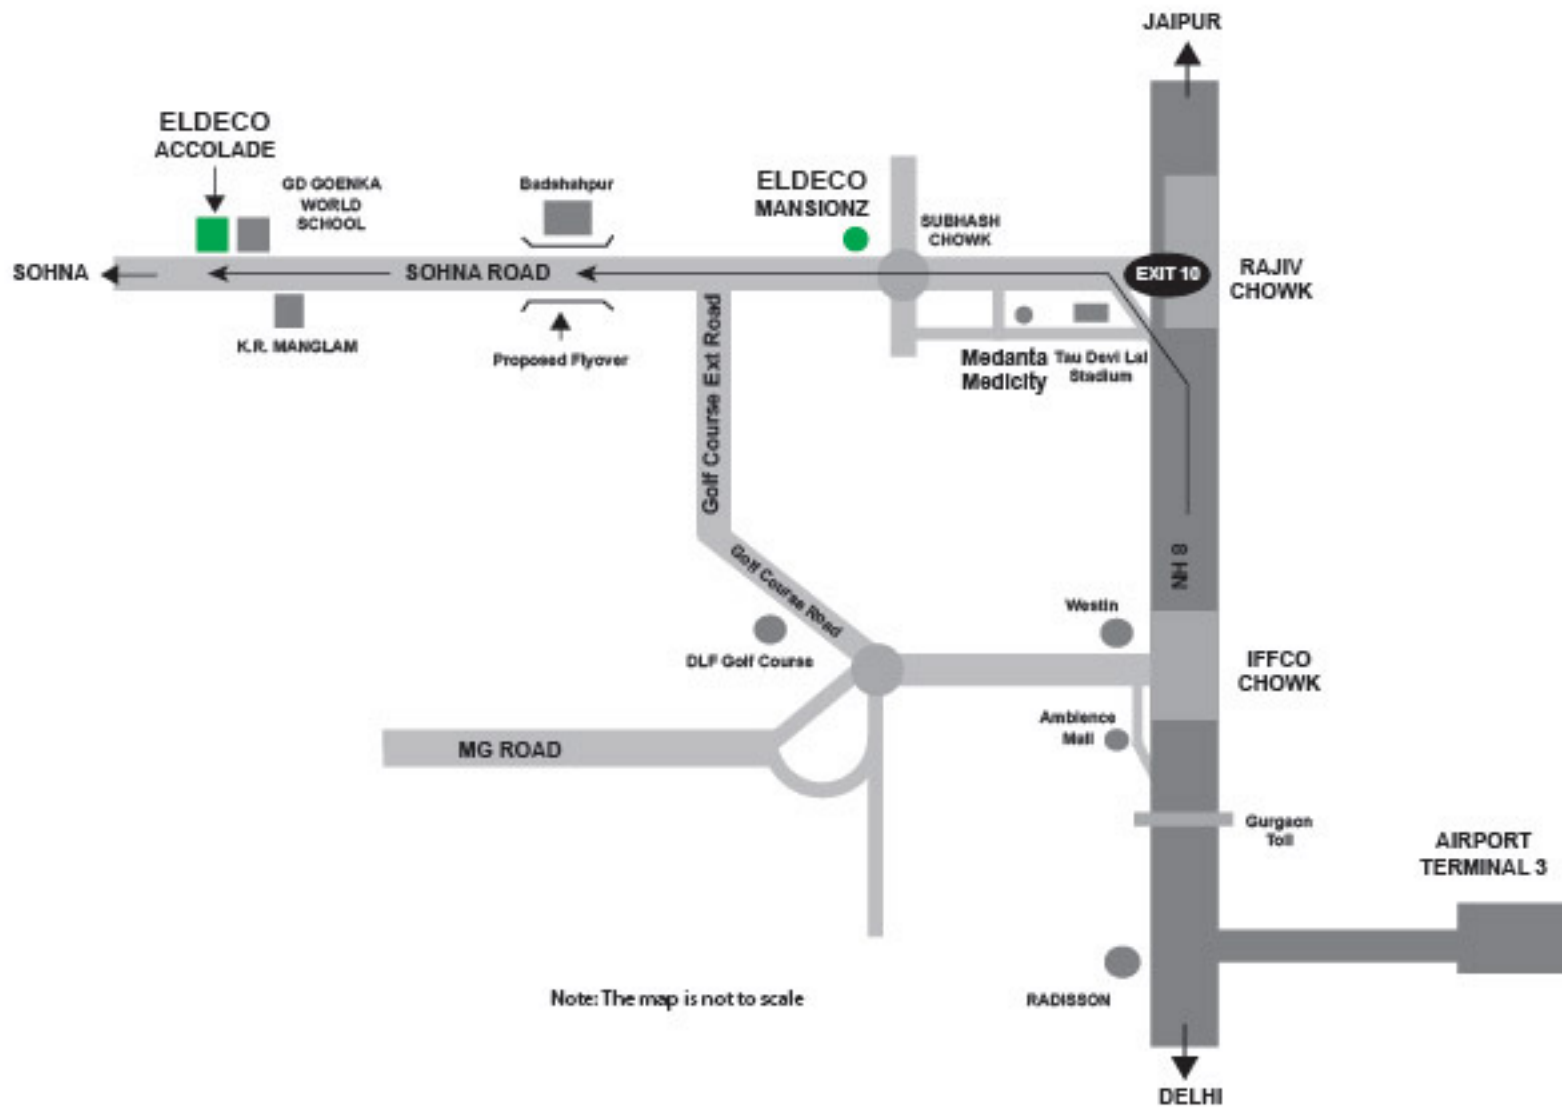 JAIPUR
ELDECO
ACCOLADE
GD GOENKA
WORLD
SCHOOL
Badshahpur
ELDECO
MANSIONZ
SUBHASH
CHOWK
SOHNA
SOHNA ROAD
EXIT 10
RAJIV
CHOWK
K.R. MANGLAM
Proposed Flyover
Medanta
Medicity
Tau Devi Lal
Stadium
Golf Course Ext Road
Golf Course Road
NH 8
Westin
DLF Golf Course
IFFCO
CHOWK
Ambience
Mall
MG ROAD
Gurgaon
Toll
AIRPORT
TERMINAL 3
RADISSON
Note: The map is not to scale
DELHI